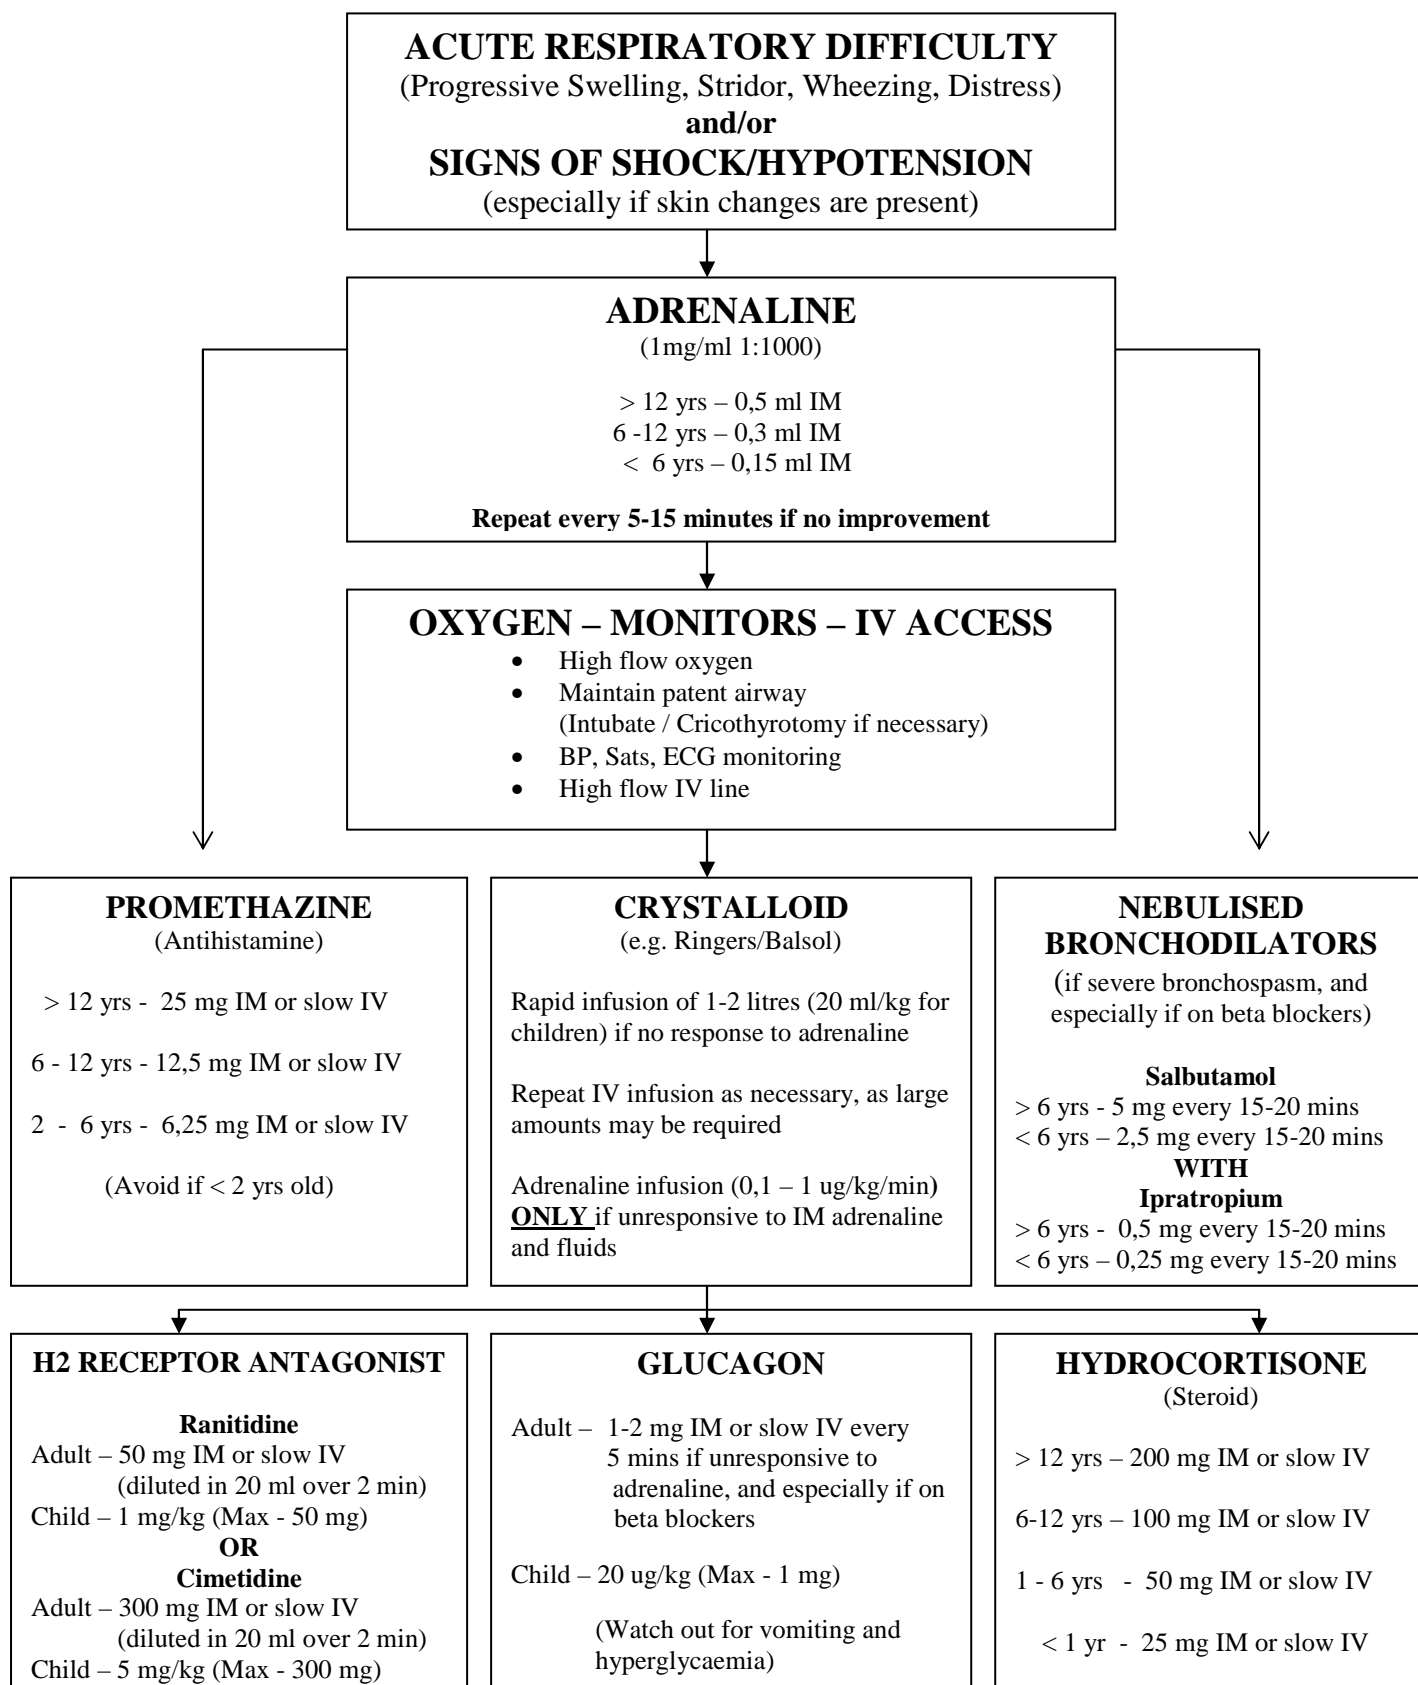 ACUTE RESPIRATORY DIFFICULTY
(Progressive Swelling, Stridor, Wheezing, Distress)
and/or
SIGNS OF SHOCK/HYPOTENSION
(especially if skin changes are present)
ADRENALINE
(1mg/ml 1:1000)
> 12 yrs – 0,5 ml IM
6 -12 yrs – 0,3 ml IM
< 6 yrs – 0,15 ml IM
Repeat every 5-15 minutes if no improvement
OXYGEN – MONITORS – IV ACCESS
• High flow oxygen
• Maintain patent airway
(Intubate / Cricothyrotomy if necessary)
• BP, Sats, ECG monitoring
• High flow IV line
PROMETHAZINE
(Antihistamine)
> 12 yrs - 25 mg IM or slow IV
6 - 12 yrs - 12,5 mg IM or slow IV
2 - 6 yrs - 6,25 mg IM or slow IV
(Avoid if < 2 yrs old)
CRYSTALLOID
(e.g. Ringers/Balsol)
Rapid infusion of 1-2 litres (20 ml/kg for
children) if no response to adrenaline
Repeat IV infusion as necessary, as large
amounts may be required
Adrenaline infusion (0,1 – 1 ug/kg/min)
ONLY if unresponsive to IM adrenaline
and fluids
NEBULISED
BRONCHODILATORS
(if severe bronchospasm, and
especially if on beta blockers)
Salbutamol
> 6 yrs - 5 mg every 15-20 mins
< 6 yrs – 2,5 mg every 15-20 mins
WITH
Ipratropium
> 6 yrs - 0,5 mg every 15-20 mins
< 6 yrs – 0,25 mg every 15-20 mins
H2 RECEPTOR ANTAGONIST
Ranitidine
Adult – 50 mg IM or slow IV
(diluted in 20 ml over 2 min)
Child – 1 mg/kg (Max - 50 mg)
OR
Cimetidine
Adult – 300 mg IM or slow IV
(diluted in 20 ml over 2 min)
Child – 5 mg/kg (Max - 300 mg)
GLUCAGON
Adult – 1-2 mg IM or slow IV every
5 mins if unresponsive to
adrenaline, and especially if on
beta blockers
Child – 20 ug/kg (Max - 1 mg)
(Watch out for vomiting and
hyperglycaemia)
HYDROCORTISONE
(Steroid)
> 12 yrs – 200 mg IM or slow IV
6-12 yrs – 100 mg IM or slow IV
1 - 6 yrs - 50 mg IM or slow IV
< 1 yr - 25 mg IM or slow IV